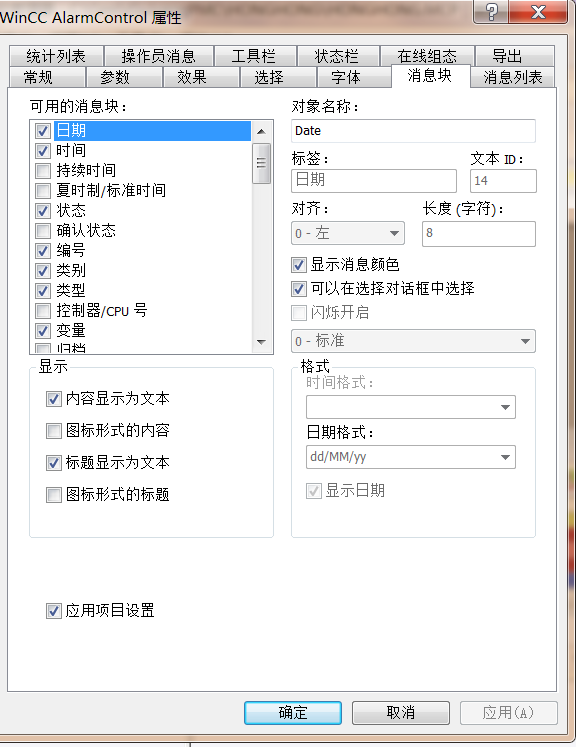 WinCC AlarmControl 属性
统计列表 操作员消息 工具栏 状态栏 在线组态 导出
常规 参数 效果 选择 字体 消息块 消息列表
可用的消息块：
日期
时间
持续时间
夏时制/标准时间
状态
确认状态
编号
类别
类型
控制器/CPU 号
变量
归档
对象名称：
Date
标签： 文本 ID：
日期 14
对齐： 长度 (字符)：
0 - 左 8
显示消息颜色
可以在选择对话框中选择
闪烁开启
0 - 标准
显示
内容显示为文本
图标形式的内容
标题显示为文本
图标形式的标题
格式
时间格式：
日期格式：
dd/MM/yy
显示日期
应用项目设置
确定 取消 应用(A)